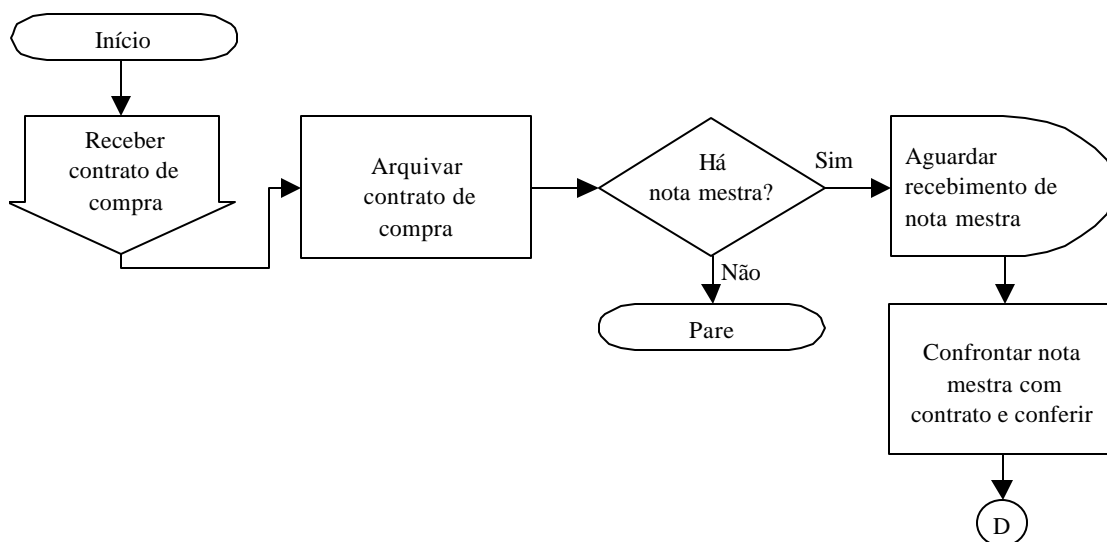 Início
Receber
contrato de
compra
Arquivar
contrato de
compra
Há
nota mestra?
Sim
Não
Pare
Aguardar
recebimento de
nota mestra
Confrontar nota
mestra com
contrato e conferir
D